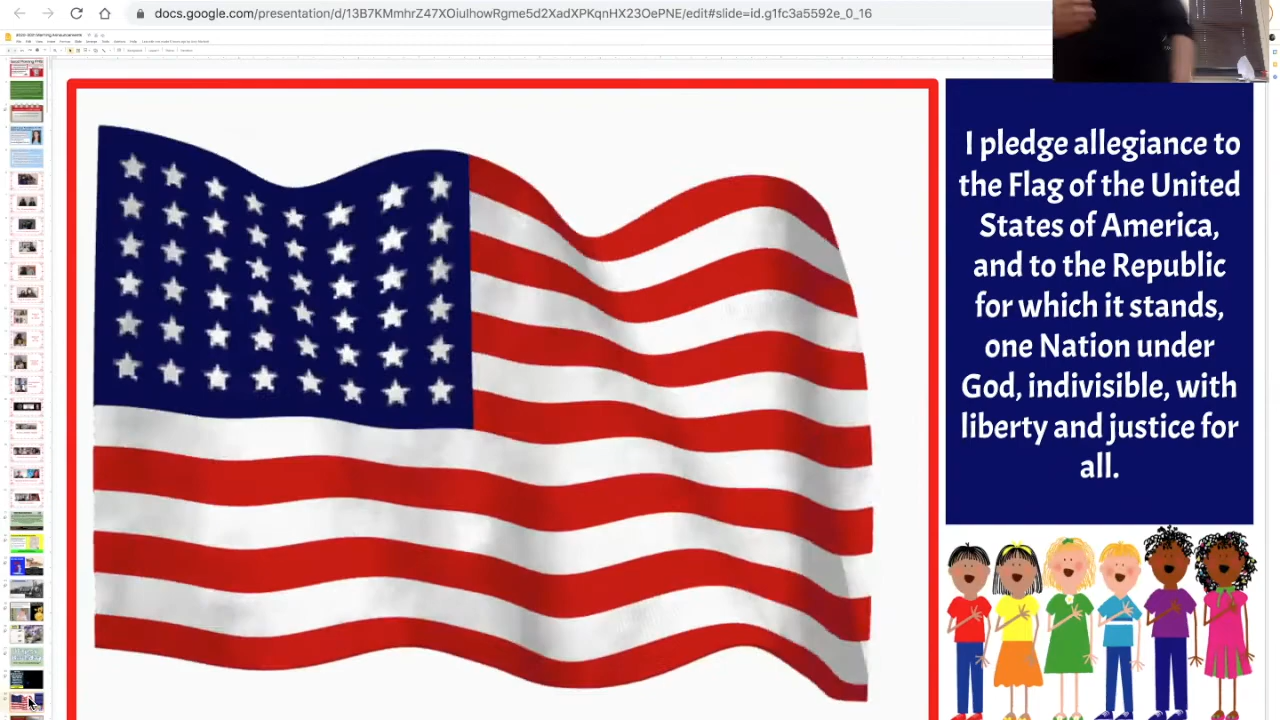 docs.google.com/presentation/d/13B7KMmhrZ47XOiulhowRgme5d2XadXPKqnHX23OePNE/edit#slide=id.g1fc3a5592e_0_16
I pledge allegiance to
the Flag of the United
States of America,
and to the Republic
for which it stands,
one Nation under
God, indivisible, with
liberty and justice for
all.